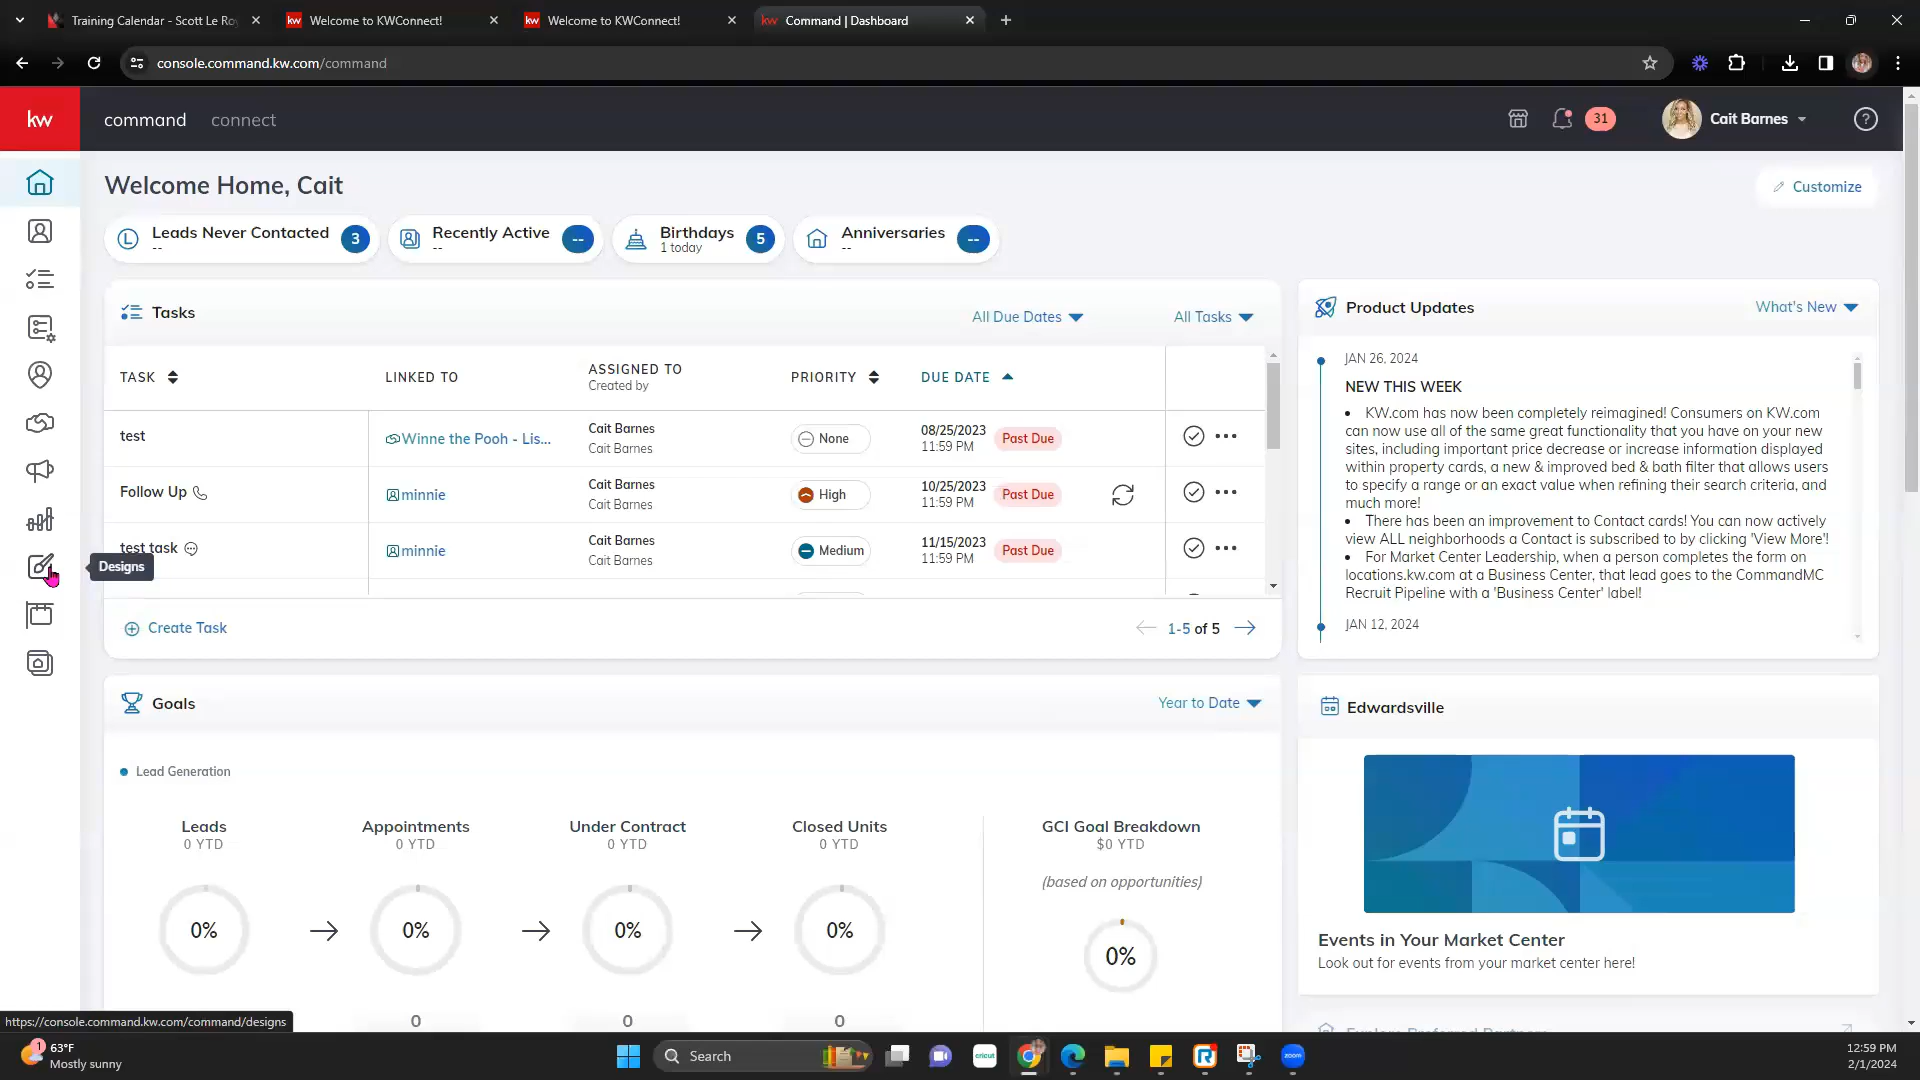 Training Calendar - Scott Le Ro
Welcome to KWConnect!
Welcome to KWConnect!
Command | Dashboard
console.command.kw.com/command
kw
command
connect
31
Cait Barnes
Welcome Home, Cait
Customize
Leads Never Contacted
--
3
Recently Active
--
--
Birthdays
1 today
5
Anniversaries
--
--
Tasks
All Due Dates
All Tasks
TASK
LINKED TO
ASSIGNED TO
Created by
PRIORITY
DUE DATE
test
Winne the Pooh - Lis...
Cait Barnes
Cait Barnes
None
08/25/2023
11:59 PM
Past Due
Follow Up
minnie
Cait Barnes
Cait Barnes
High
10/25/2023
11:59 PM
Past Due
test task
minnie
Cait Barnes
Cait Barnes
Medium
11/15/2023
11:59 PM
Past Due
Designs
Create Task
1-5 of 5
Product Updates
What's New
JAN 26, 2024
NEW THIS WEEK
• KW.com has now been completely reimagined! Consumers on KW.com
can now use all of the same great functionality that you have on your new
sites, including important price decrease or increase information displayed
within property cards, a new & improved bed & bath filter that allows users
to specify a range or an exact value when refining their search criteria, and
much more!
• There has been an improvement to Contact cards! You can now actively
view ALL neighborhoods a Contact is subscribed to by clicking 'View More'!
• For Market Center Leadership, when a person completes the form on
locations.kw.com at a Business Center, that lead goes to the CommandMC
Recruit Pipeline with a 'Business Center' label!
JAN 12, 2024
Goals
Year to Date
Lead Generation
Leads
0 YTD
0%
Appointments
0 YTD
0%
Under Contract
0 YTD
0%
Closed Units
0 YTD
0%
GCI Goal Breakdown
$0 YTD
(based on opportunities)
0%
0
0
0
Edwardsville
Events in Your Market Center
Look out for events from your market center here!
Explore Preferred Partners
https://console.command.kw.com/command/designs
1
63°F
Mostly sunny
Search
cricut
zoom
12:59 PM
2/1/2024